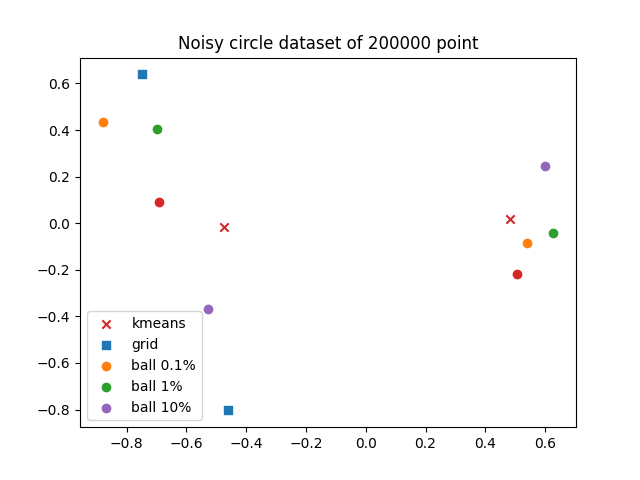 Noisy circle dataset of 200000 point
0.6
0.4
0.2
0.0
−0.2
−0.4
−0.6
−0.8
kmeans
grid
ball 0.1%
ball 1%
ball 10%
−0.8 −0.6 −0.4 −0.2 0.0 0.2 0.4 0.6